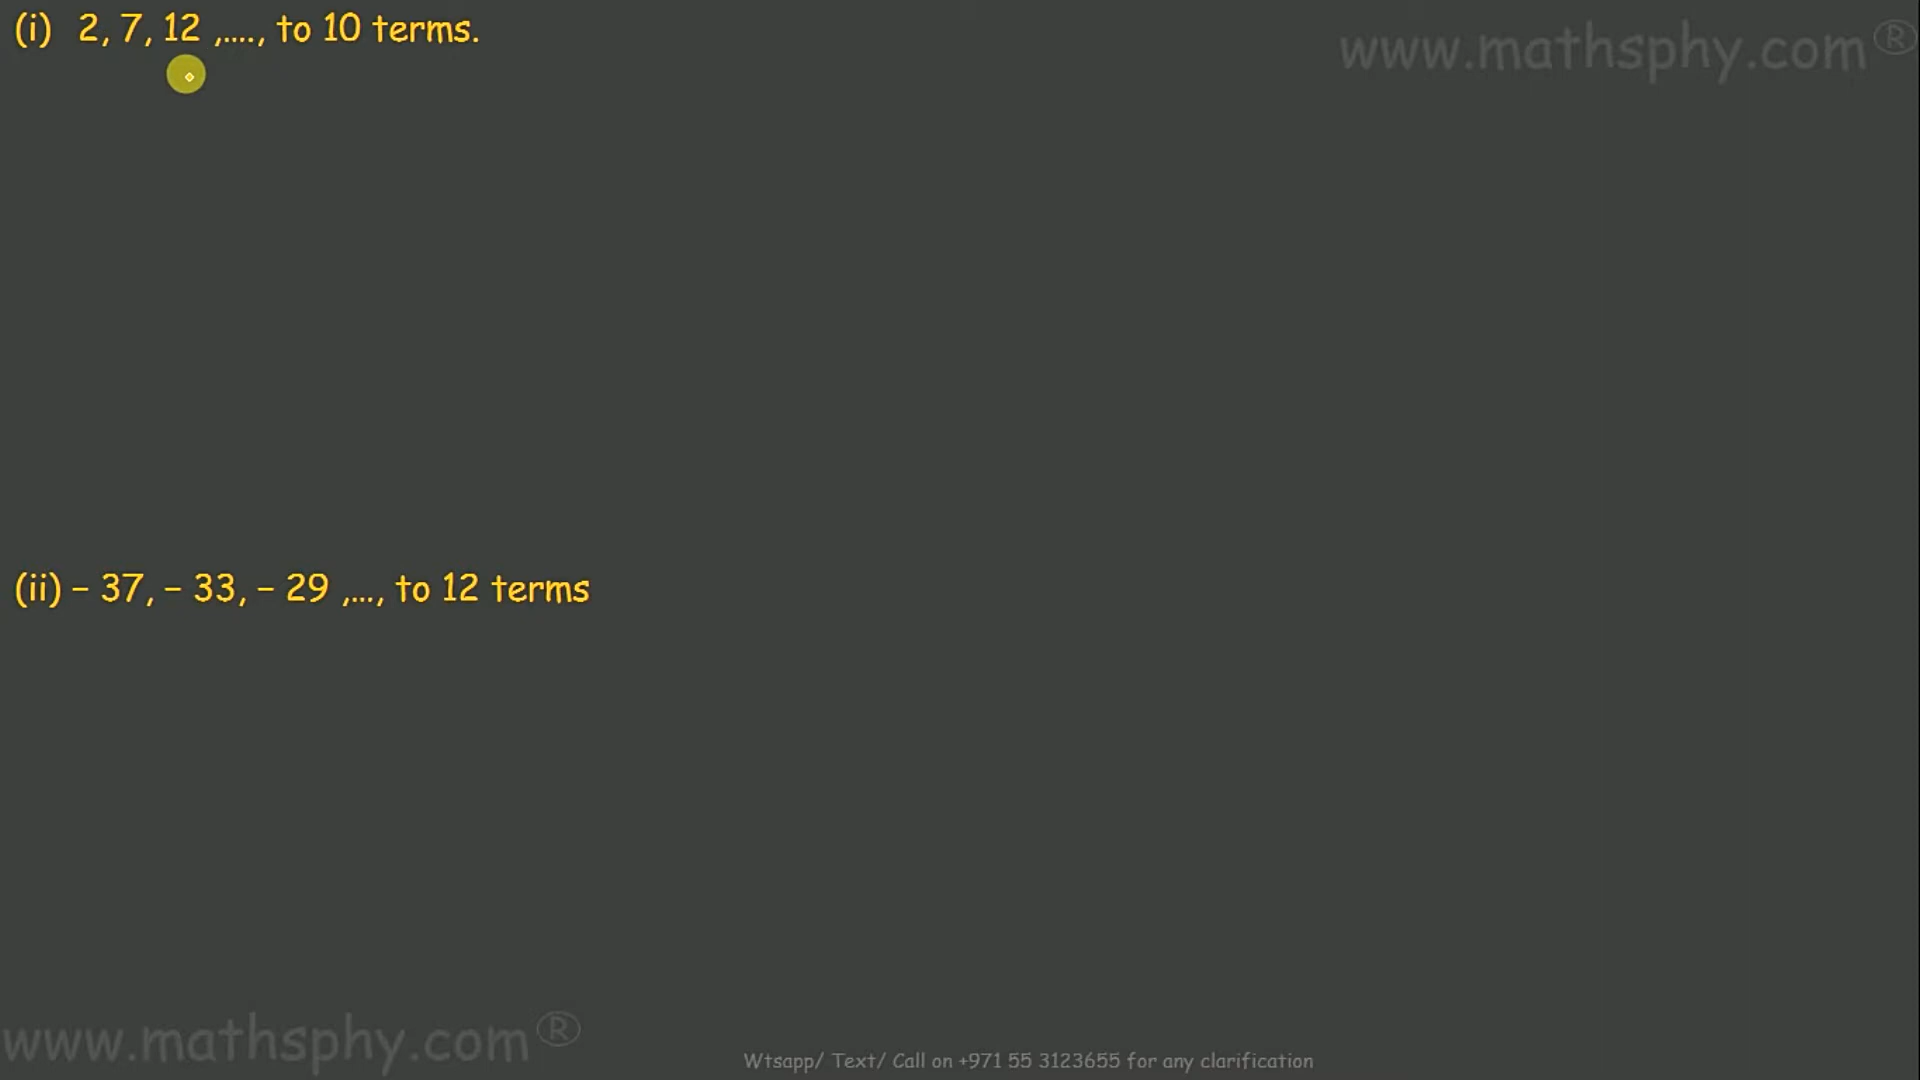 (i) 2, 7, 12 ,...., to 10 terms.
www.mathsphy.com®
(ii) – 37, – 33, – 29 ,..., to 12 terms
www.mathsphy.com®
Wtsapp/ Text/ Call on +971 55 3123655 for any clarification